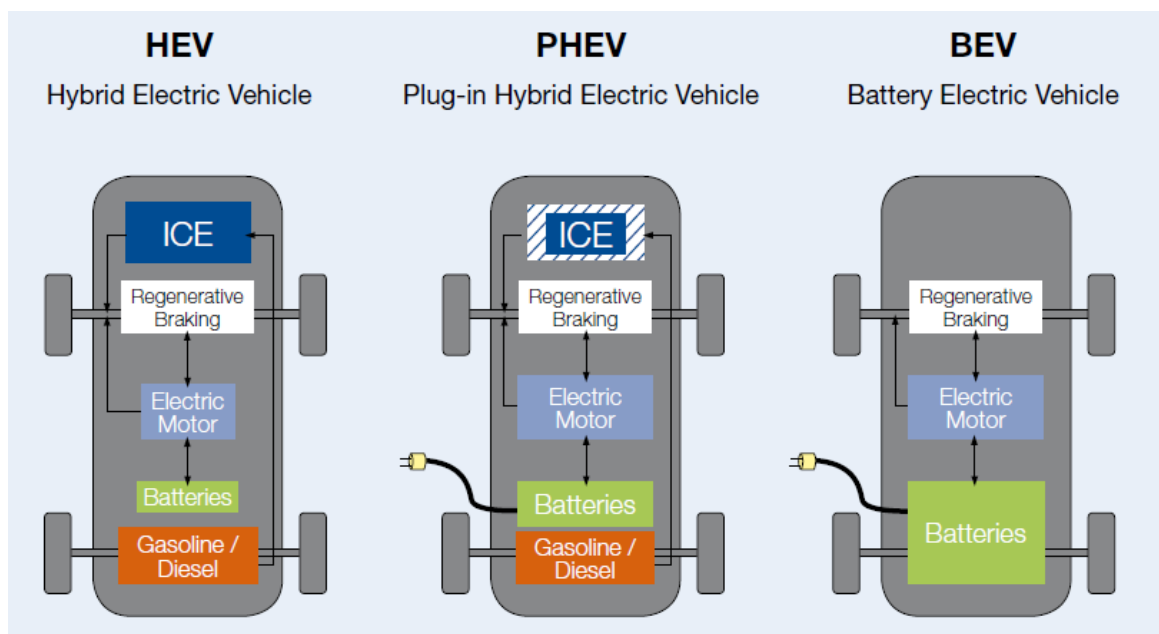 HEV
Hybrid Electric Vehicle
ICE
Regenerative
Braking
Electric
Motor
Batteries
Gasoline /
Diesel
PHEV
Plug-in Hybrid Electric Vehicle
ICE
Regenerative
Braking
Electric
Motor
Batteries
Gasoline /
Diesel
BEV
Battery Electric Vehicle
Regenerative
Braking
Electric
Motor
Batteries